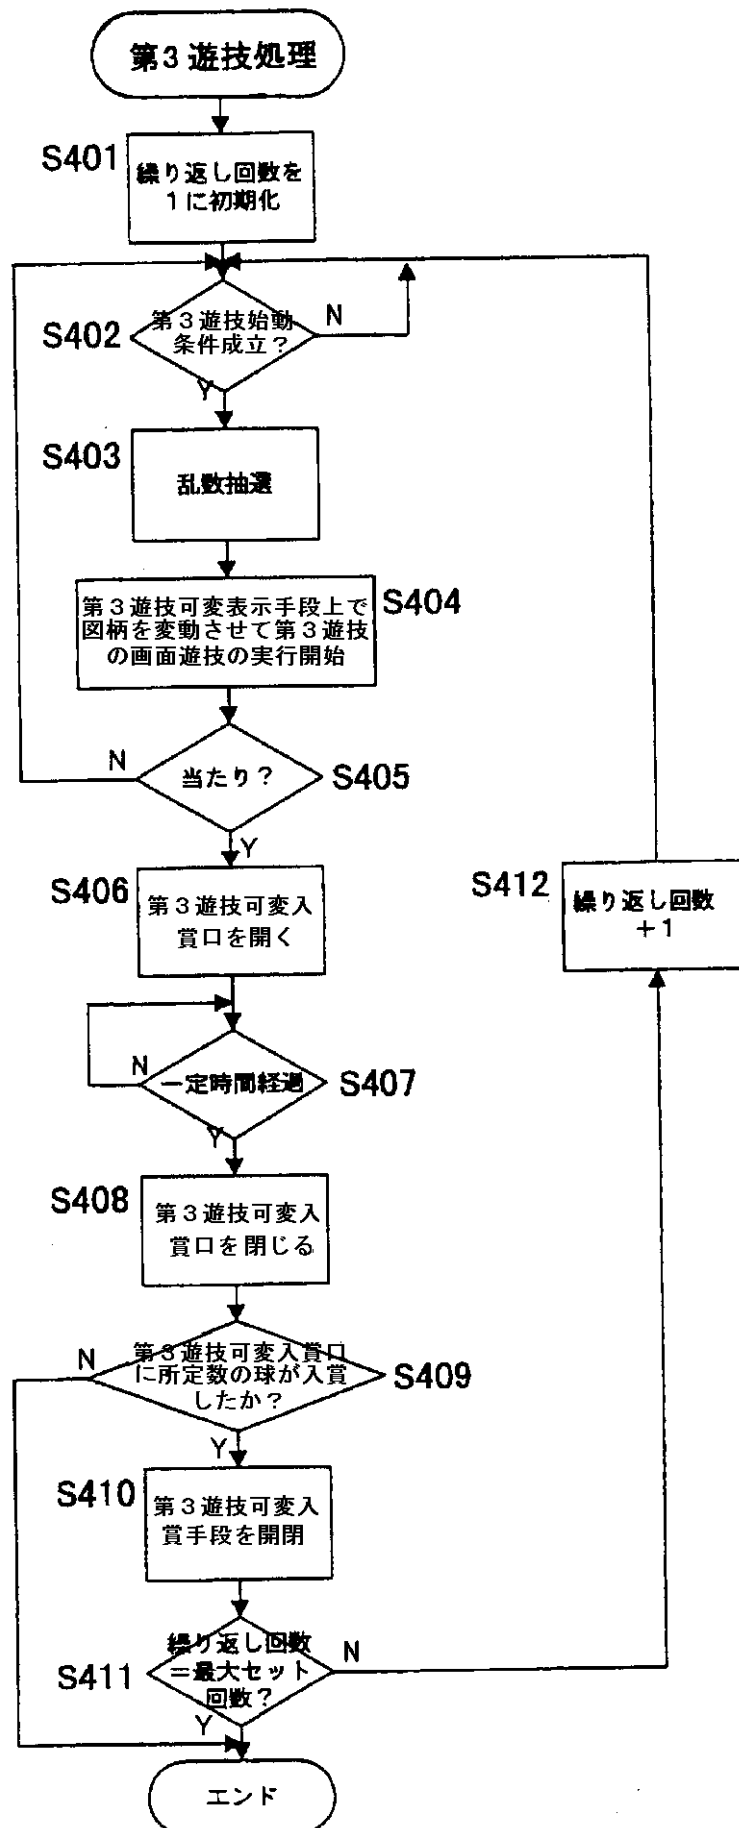 第3遊技処理
S401
繰り返し回数を
1に初期化
S402
第3遊技始動
条件成立?
N
Y
S403
乱数抽選
第3遊技可変表示手段上で
図柄を変動させて第3遊技
の画面遊技の実行開始
S404
N
当たり?
S405
Y
S406
第3遊技可変入
賞口を開く
S412
繰り返し回数
+1
N
一定時間経過
S407
Y
S408
第3遊技可変入
賞口を閉じる
N
第3遊技可変入賞口
に所定数の球が入賞
したか?
S409
Y
S410
第3遊技可変入
賞手段を開閉
S411
繰り返し回数
=最大セット
回数?
N
Y
エンド